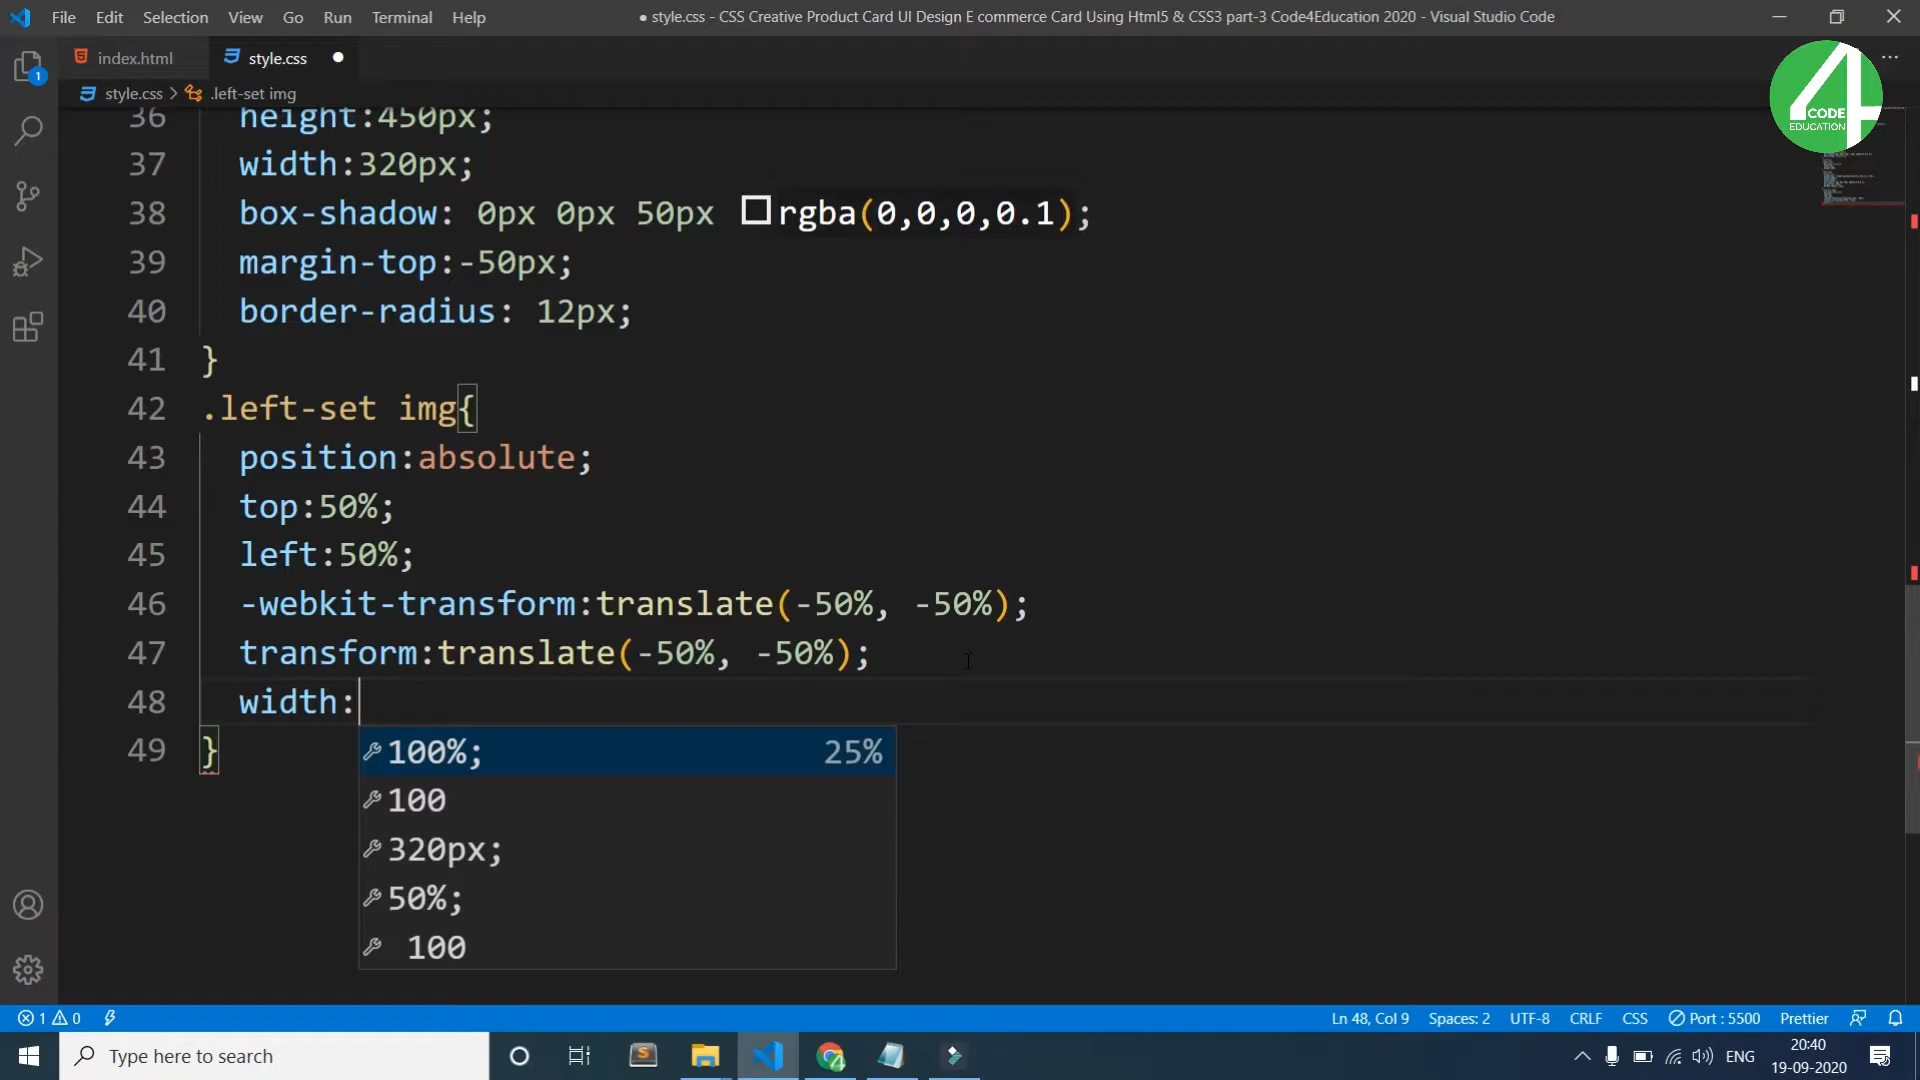 File Edit Selection View Go Run Terminal Help
● style.css - CSS Creative Product Card UI Design E commerce Card Using Html5 & CSS3 part-3 Code4Education 2020 - Visual Studio Code
index.html
style.css
4
CODE
EDUCATION
style.css > .left-set img
36 height:450px;
37 width:320px;
38 box-shadow: 0px 0px 50px rgba(0,0,0,0.1);
39 margin-top:-50px;
40 border-radius: 12px;
41 }
42 .left-set img{
43 position:absolute;
44 top:50%;
45 left:50%;
46 -webkit-transform:translate(-50%, -50%);
47 transform:translate(-50%, -50%);
48 width:
49 }
100%; 25%
100
320px;
50%;
100
1
1 0
Ln 48, Col 9 Spaces: 2 UTF-8 CRLF CSS Port : 5500 Prettier
Type here to search
ENG
20:40
19-09-2020